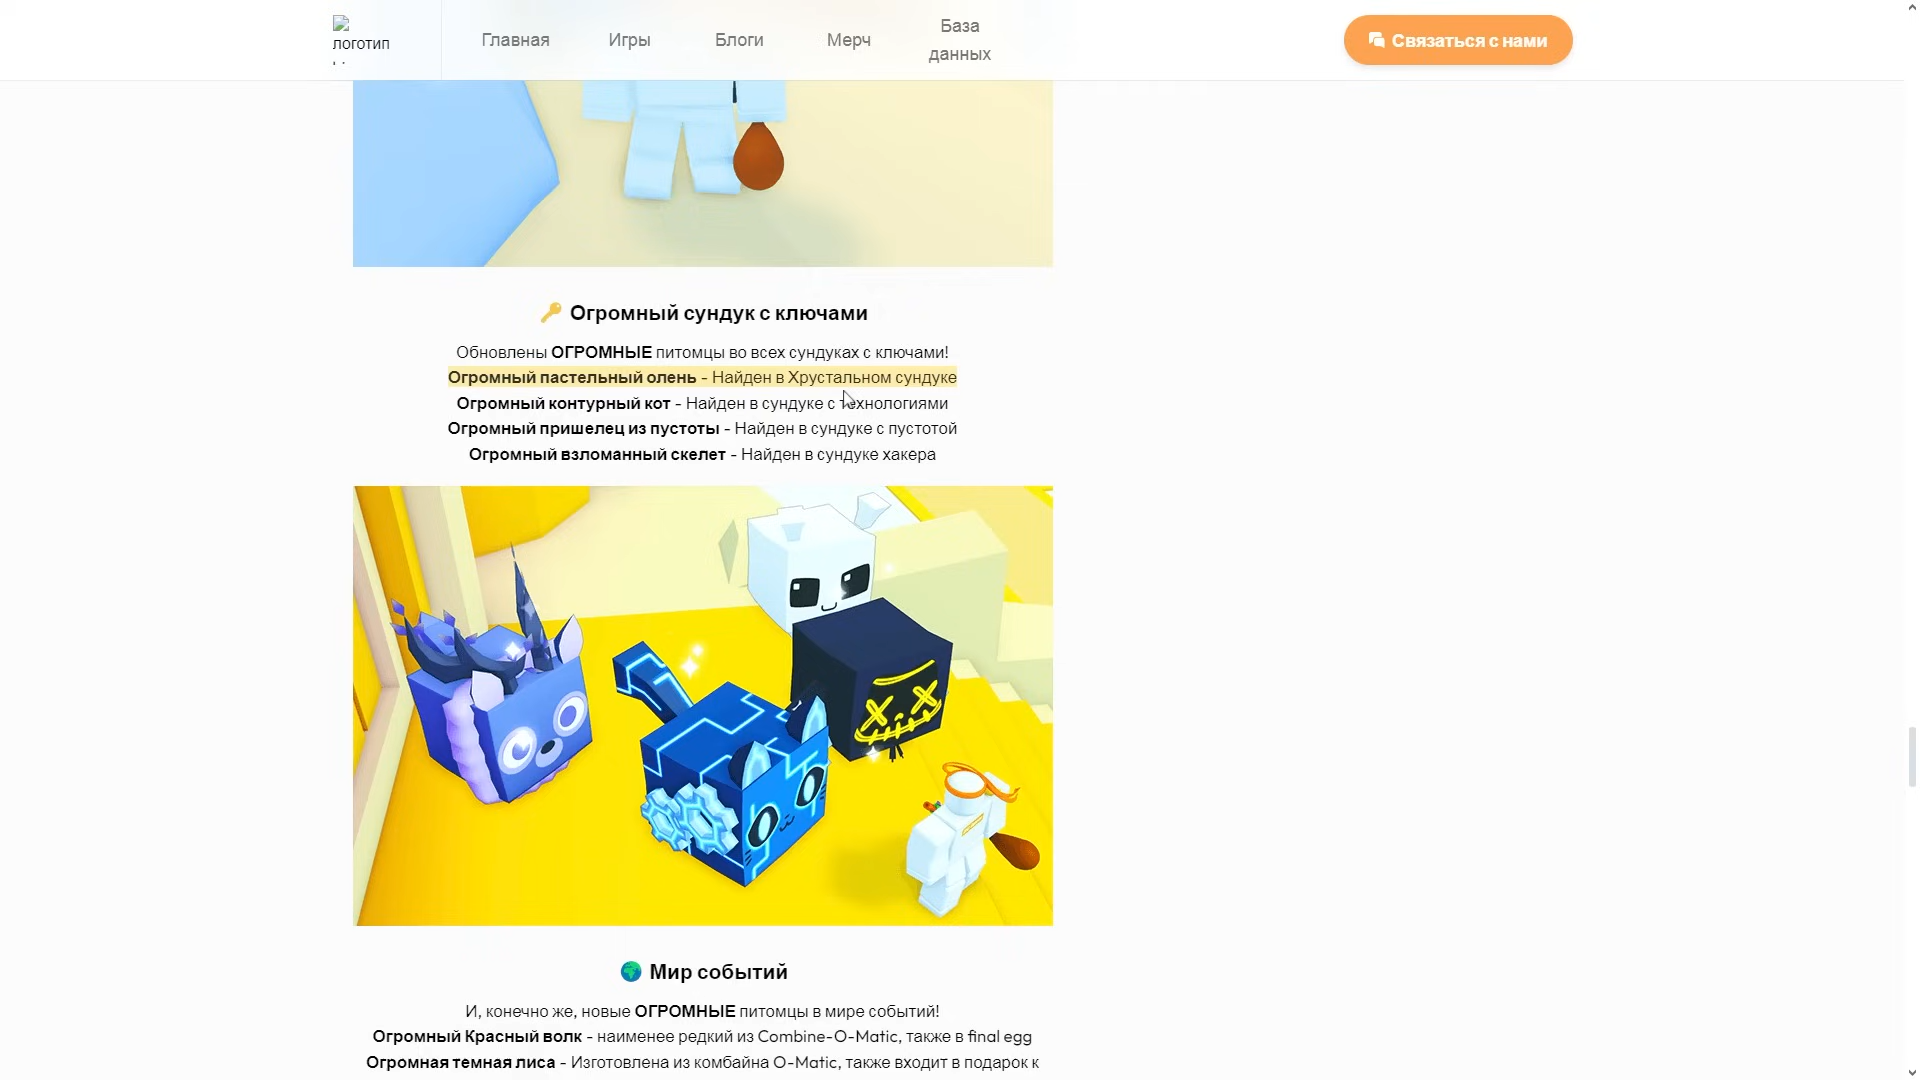 логотип
Главная
Игры
Блоги
Мерч
База
данных
Связаться с нами
🔑 Огромный сундук с ключами
Обновлены ОГРОМНЫЕ питомцы во всех сундуках с ключами!
Огромный пастельный олень - Найден в Хрустальном сундуке
Огромный контурный кот - Найден в сундуке с технологиями
Огромный пришелец из пустоты - Найден в сундуке с пустотой
Огромный взломанный скелет - Найден в сундуке хакера
🌍 Мир событий
И, конечно же, новые ОГРОМНЫЕ питомцы в мире событий!
Огромный Красный волк - наименее редкий из Combine-O-Matic, также в final egg
Огромная темная лиса - Изготовлена из комбайна O-Matic, также входит в подарок к